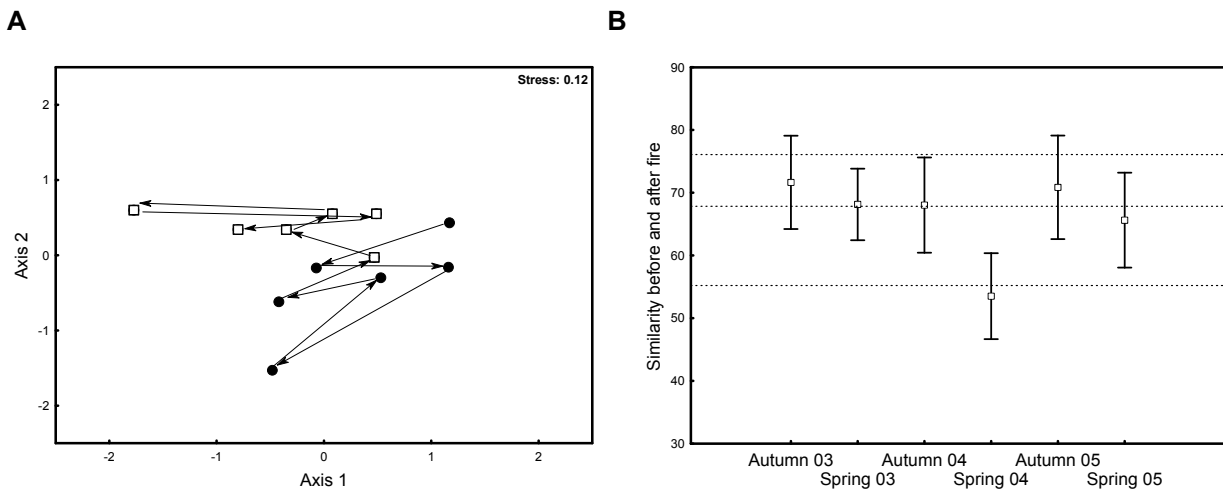 A
Stress: 0.12
2
1
0
-1
-2
Axis 2
-2
-1
0
1
2
Axis 1
B
90
80
70
60
50
40
30
Similarity before and after fire
Autumn 03
Autumn 04
Autumn 05
Spring 03
Spring 04
Spring 05